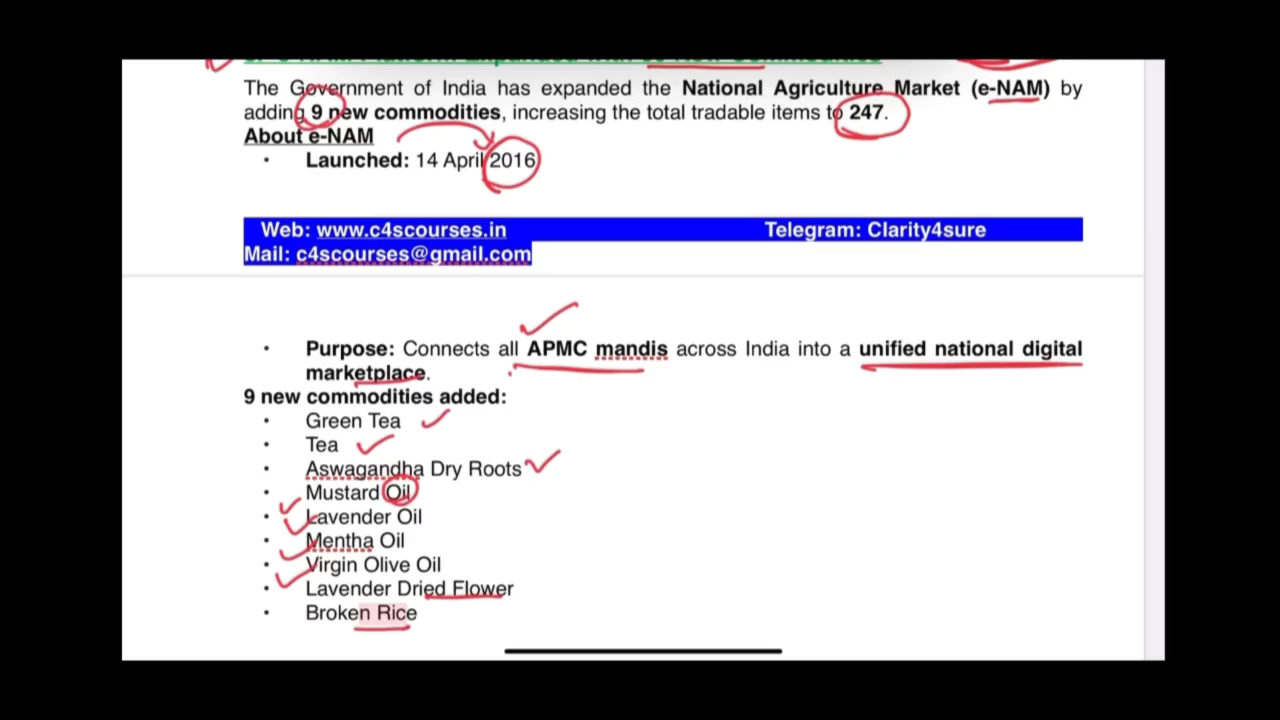 The Government of India has expanded the National Agriculture Market (e-NAM) by
adding 9 new commodities, increasing the total tradable items to 247.
About e-NAM
• Launched: 14 April 2016
Web: www.c4scourses.in Telegram: Clarity4sure
Mail: c4scourses@gmail.com
• Purpose: Connects all APMC mandis across India into a unified national digital
marketplace.
9 new commodities added:
• Green Tea
• Tea
• Aswagandha Dry Roots
• Mustard Oil
• Lavender Oil
• Mentha Oil
• Virgin Olive Oil
• Lavender Dried Flower
• Broken Rice